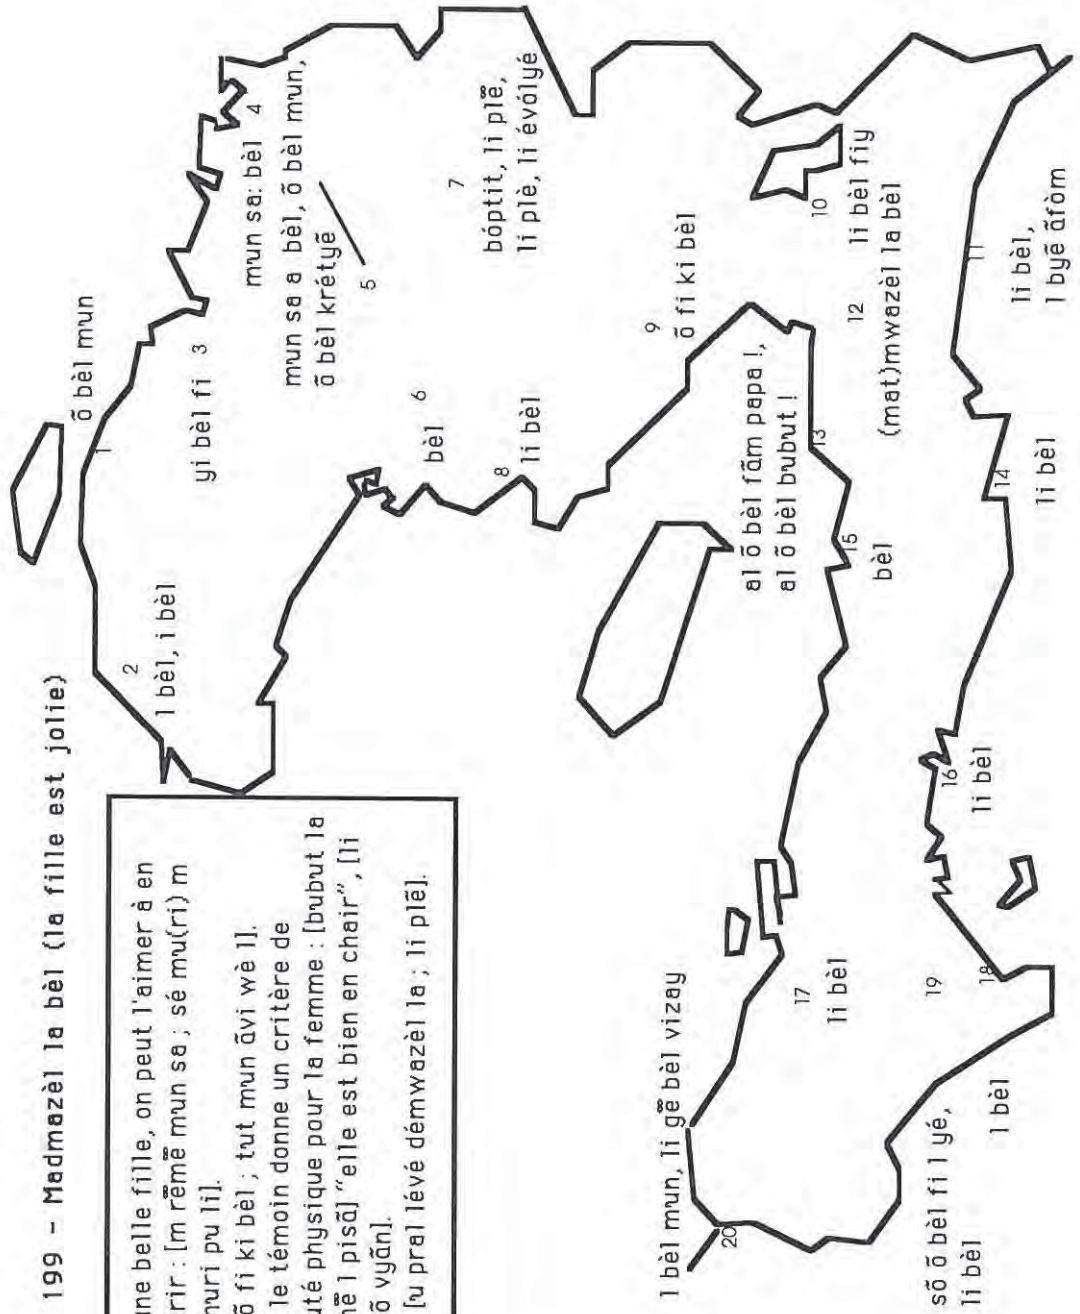 199 - Madmazèl la bèl (la fille est jolie)
une belle fille, on peut l'aimer à en
rir : [m rẽmẽ mun sa ; sé mu(ri) m
muri pu li].
õ fi ki bèl ; tut mun ãvi wè l].
le témoin donne un critère de
uté physique pour la femme : [bubut la
l pisã] "elle est bien en chair", [li
õ vyãn].
[u pral lévé démwazèl la ; li plẽ].
1
õ bèl mun
2
l bèl, i bèl
3
yi bèl fi
4
mun sa: bèl
mun sa a bèl, õ bèl mun,
õ bèl krétyẽ
5
6
bèl
7
bóptit, li plẽ,
li plè, li évólyé
8
li bèl
9
õ fi ki bèl
10
li bèl fiy
11
li bèl,
l byẽ ãfòm
12
(mat)mwazèl la bèl
13
al õ bèl fãm papa !,
al õ bèl bubut !
14
li bèl
15
bèl
16
li bèl
17
li bèl
18
l bèl
19
sõ õ bèl fi l yé,
li bèl
20
l bèl mun, li gẽ bèl vizay